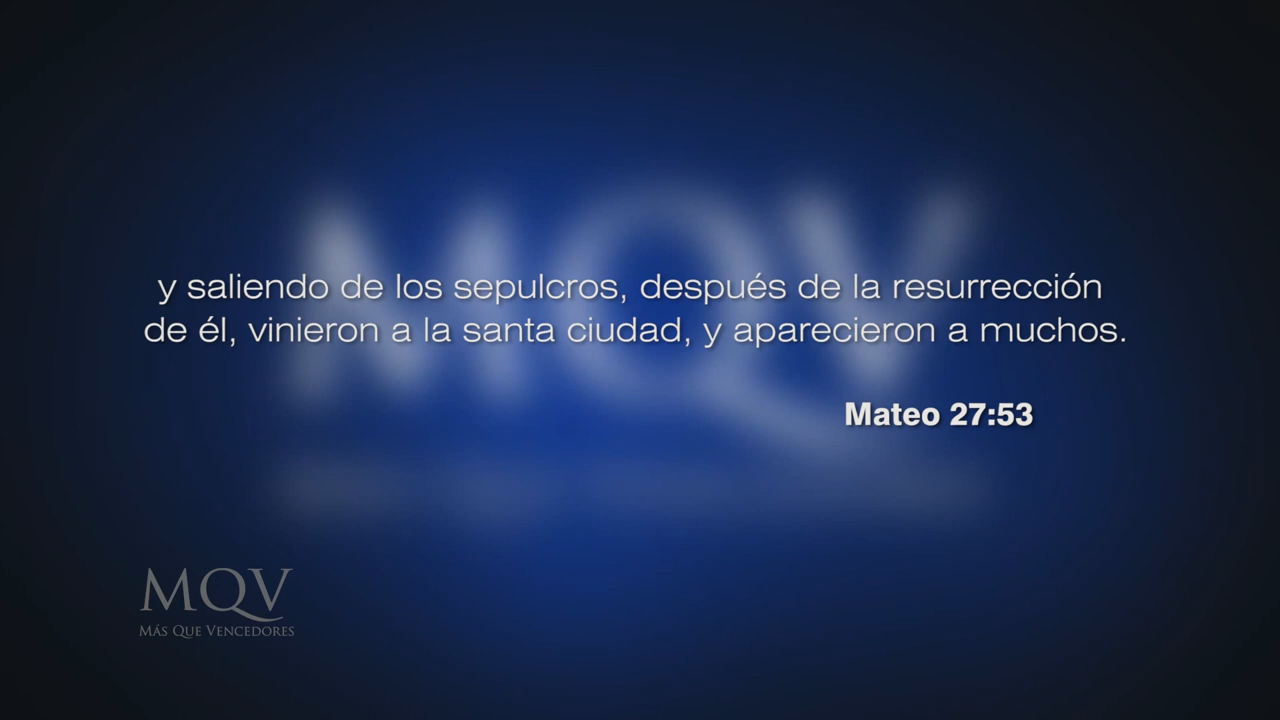 y saliendo de los sepulcros, después de la resurrección
de él, vinieron a la santa ciudad, y aparecieron a muchos.
Mateo 27:53
MQV
MÁS QUE VENCEDORES